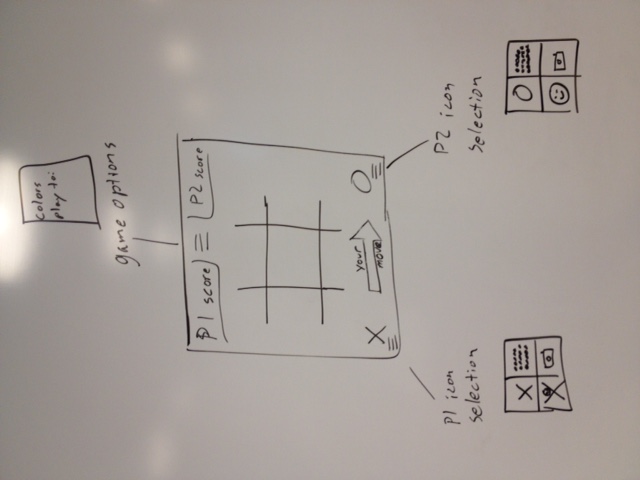 colors
play to:
game options
P1 score
P2 score
X
your
move
O
P1 icon
selection
P2 icon
selection
X
O